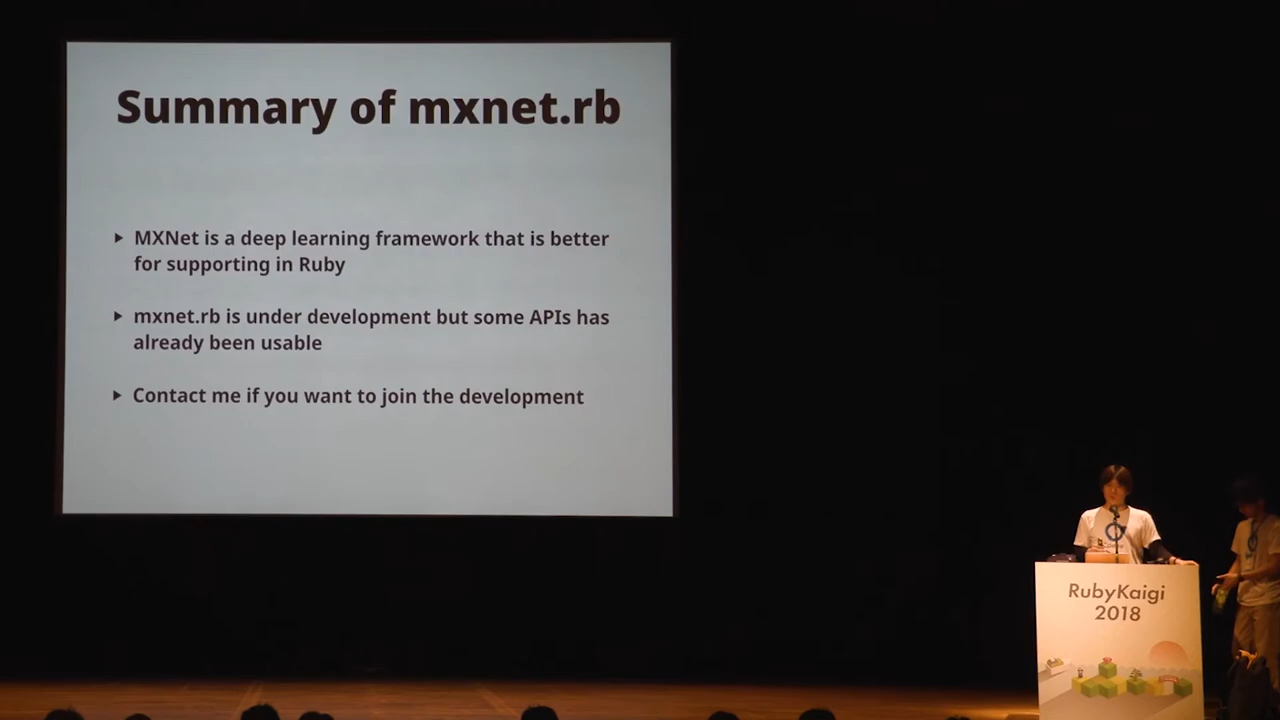 Summary of mxnet.rb
MXNet is a deep learning framework that is better
for supporting in Ruby
mxnet.rb is under development but some APIs has
already been usable
Contact me if you want to join the development
RubyKaigi
2018